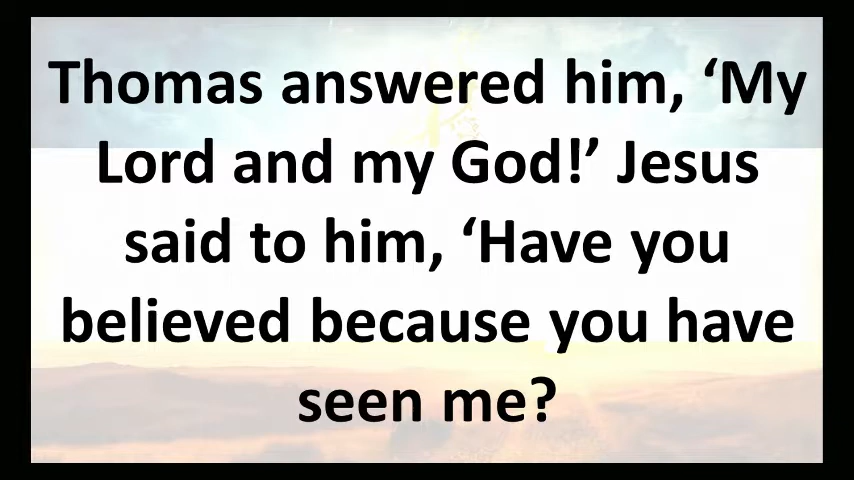 Thomas answered him, ‘My
Lord and my God!’ Jesus
said to him, ‘Have you
believed because you have
seen me?